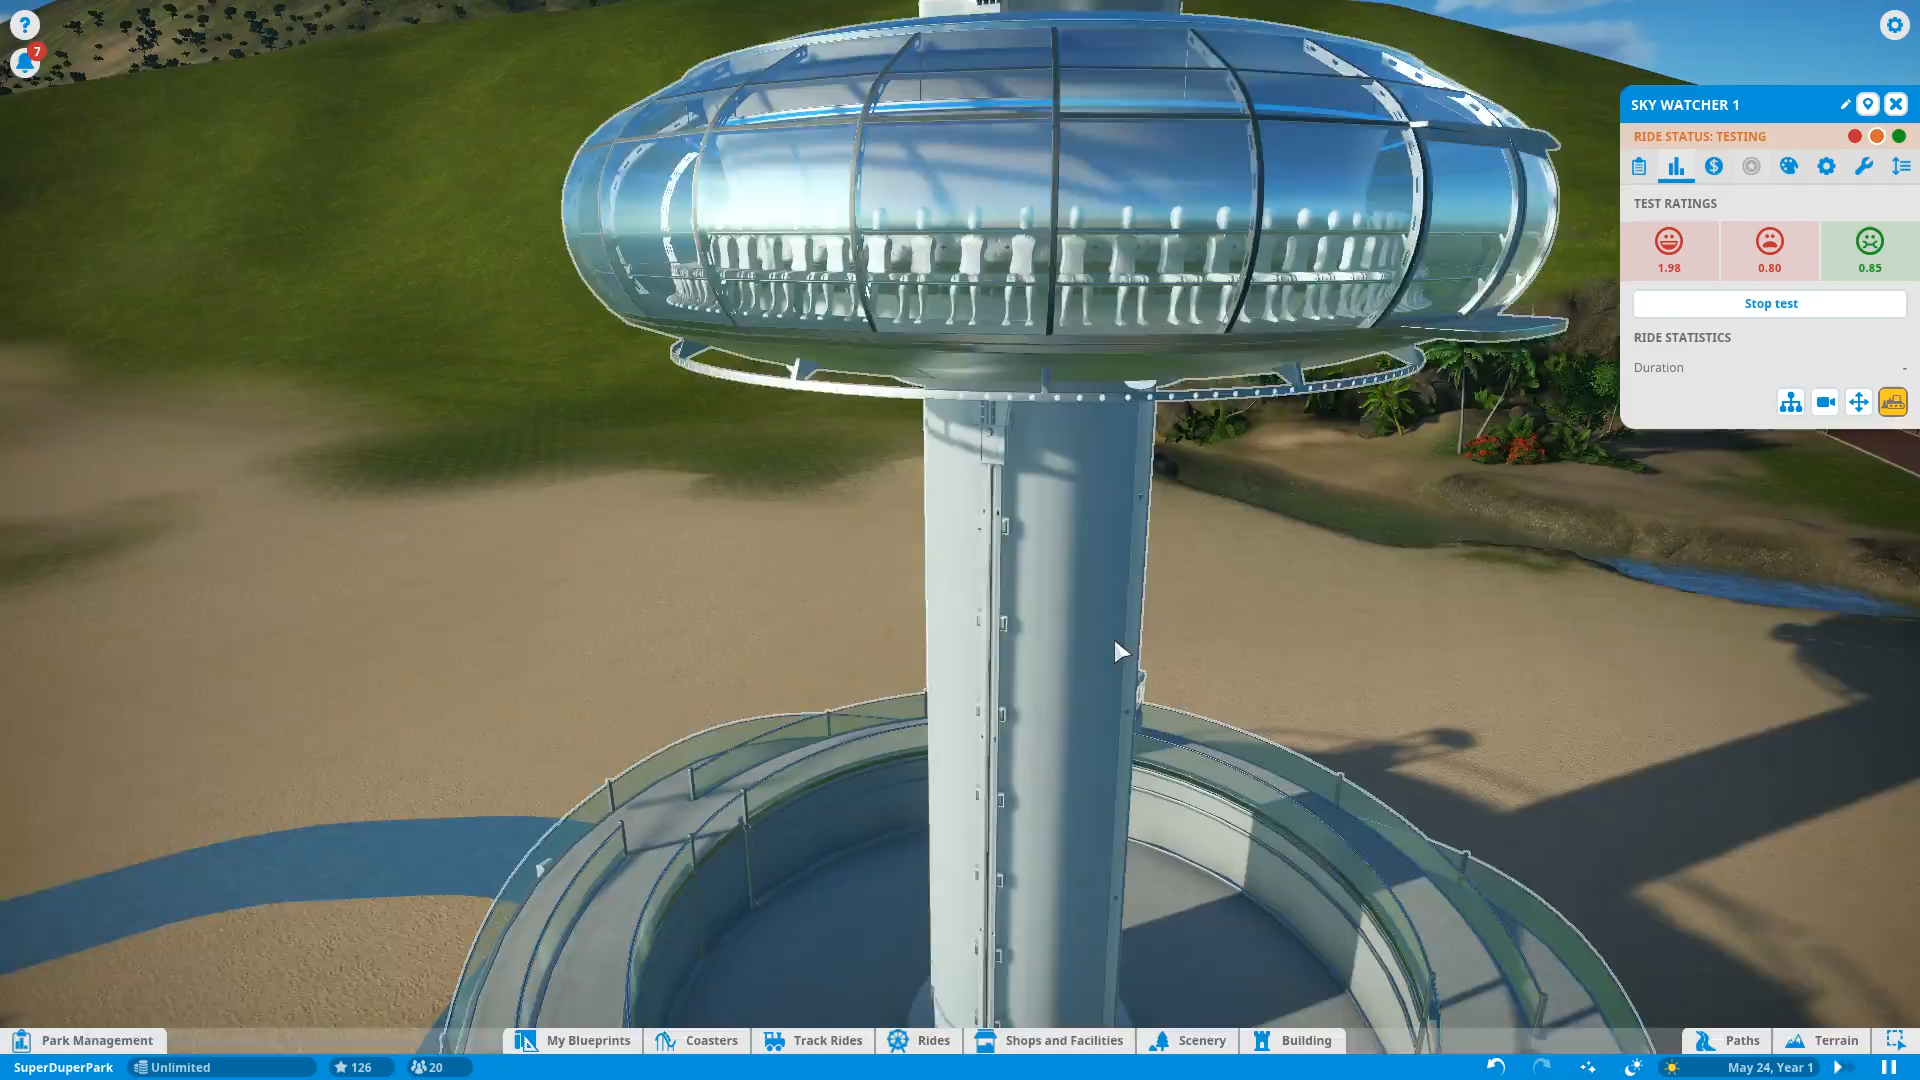 ?
7
SKY WATCHER 1
RIDE STATUS: TESTING
TEST RATINGS
1.98
0.80
0.85
Stop test
RIDE STATISTICS
Duration -
Park Management
My Blueprints
Coasters
Track Rides
Rides
Shops and Facilities
Scenery
Building
Paths
Terrain
SuperDuperPark
Unlimited
126
20
May 24, Year 1